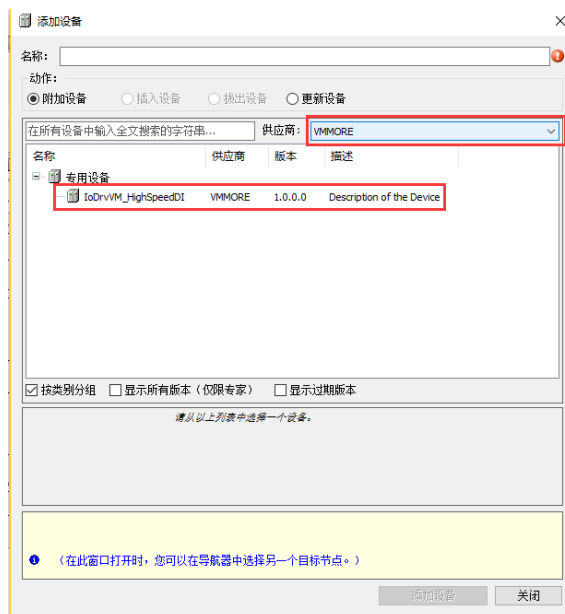 添加设备
名称:
动作:
附加设备 插入设备 拔出设备 更新设备
在所有设备中输入全文搜索的字符串... 供应商: VMMORE
名称 供应商 版本 描述
专用设备
IoDrvVM_HighSpeedDI VMMORE 1.0.0.0 Description of the Device
按类别分组 显示所有版本(仅限专家) 显示过期版本
请从以上列表中选择一个设备。
(在此窗口打开时,您可以在导航器中选择另一个目标节点。)
添加设备 关闭